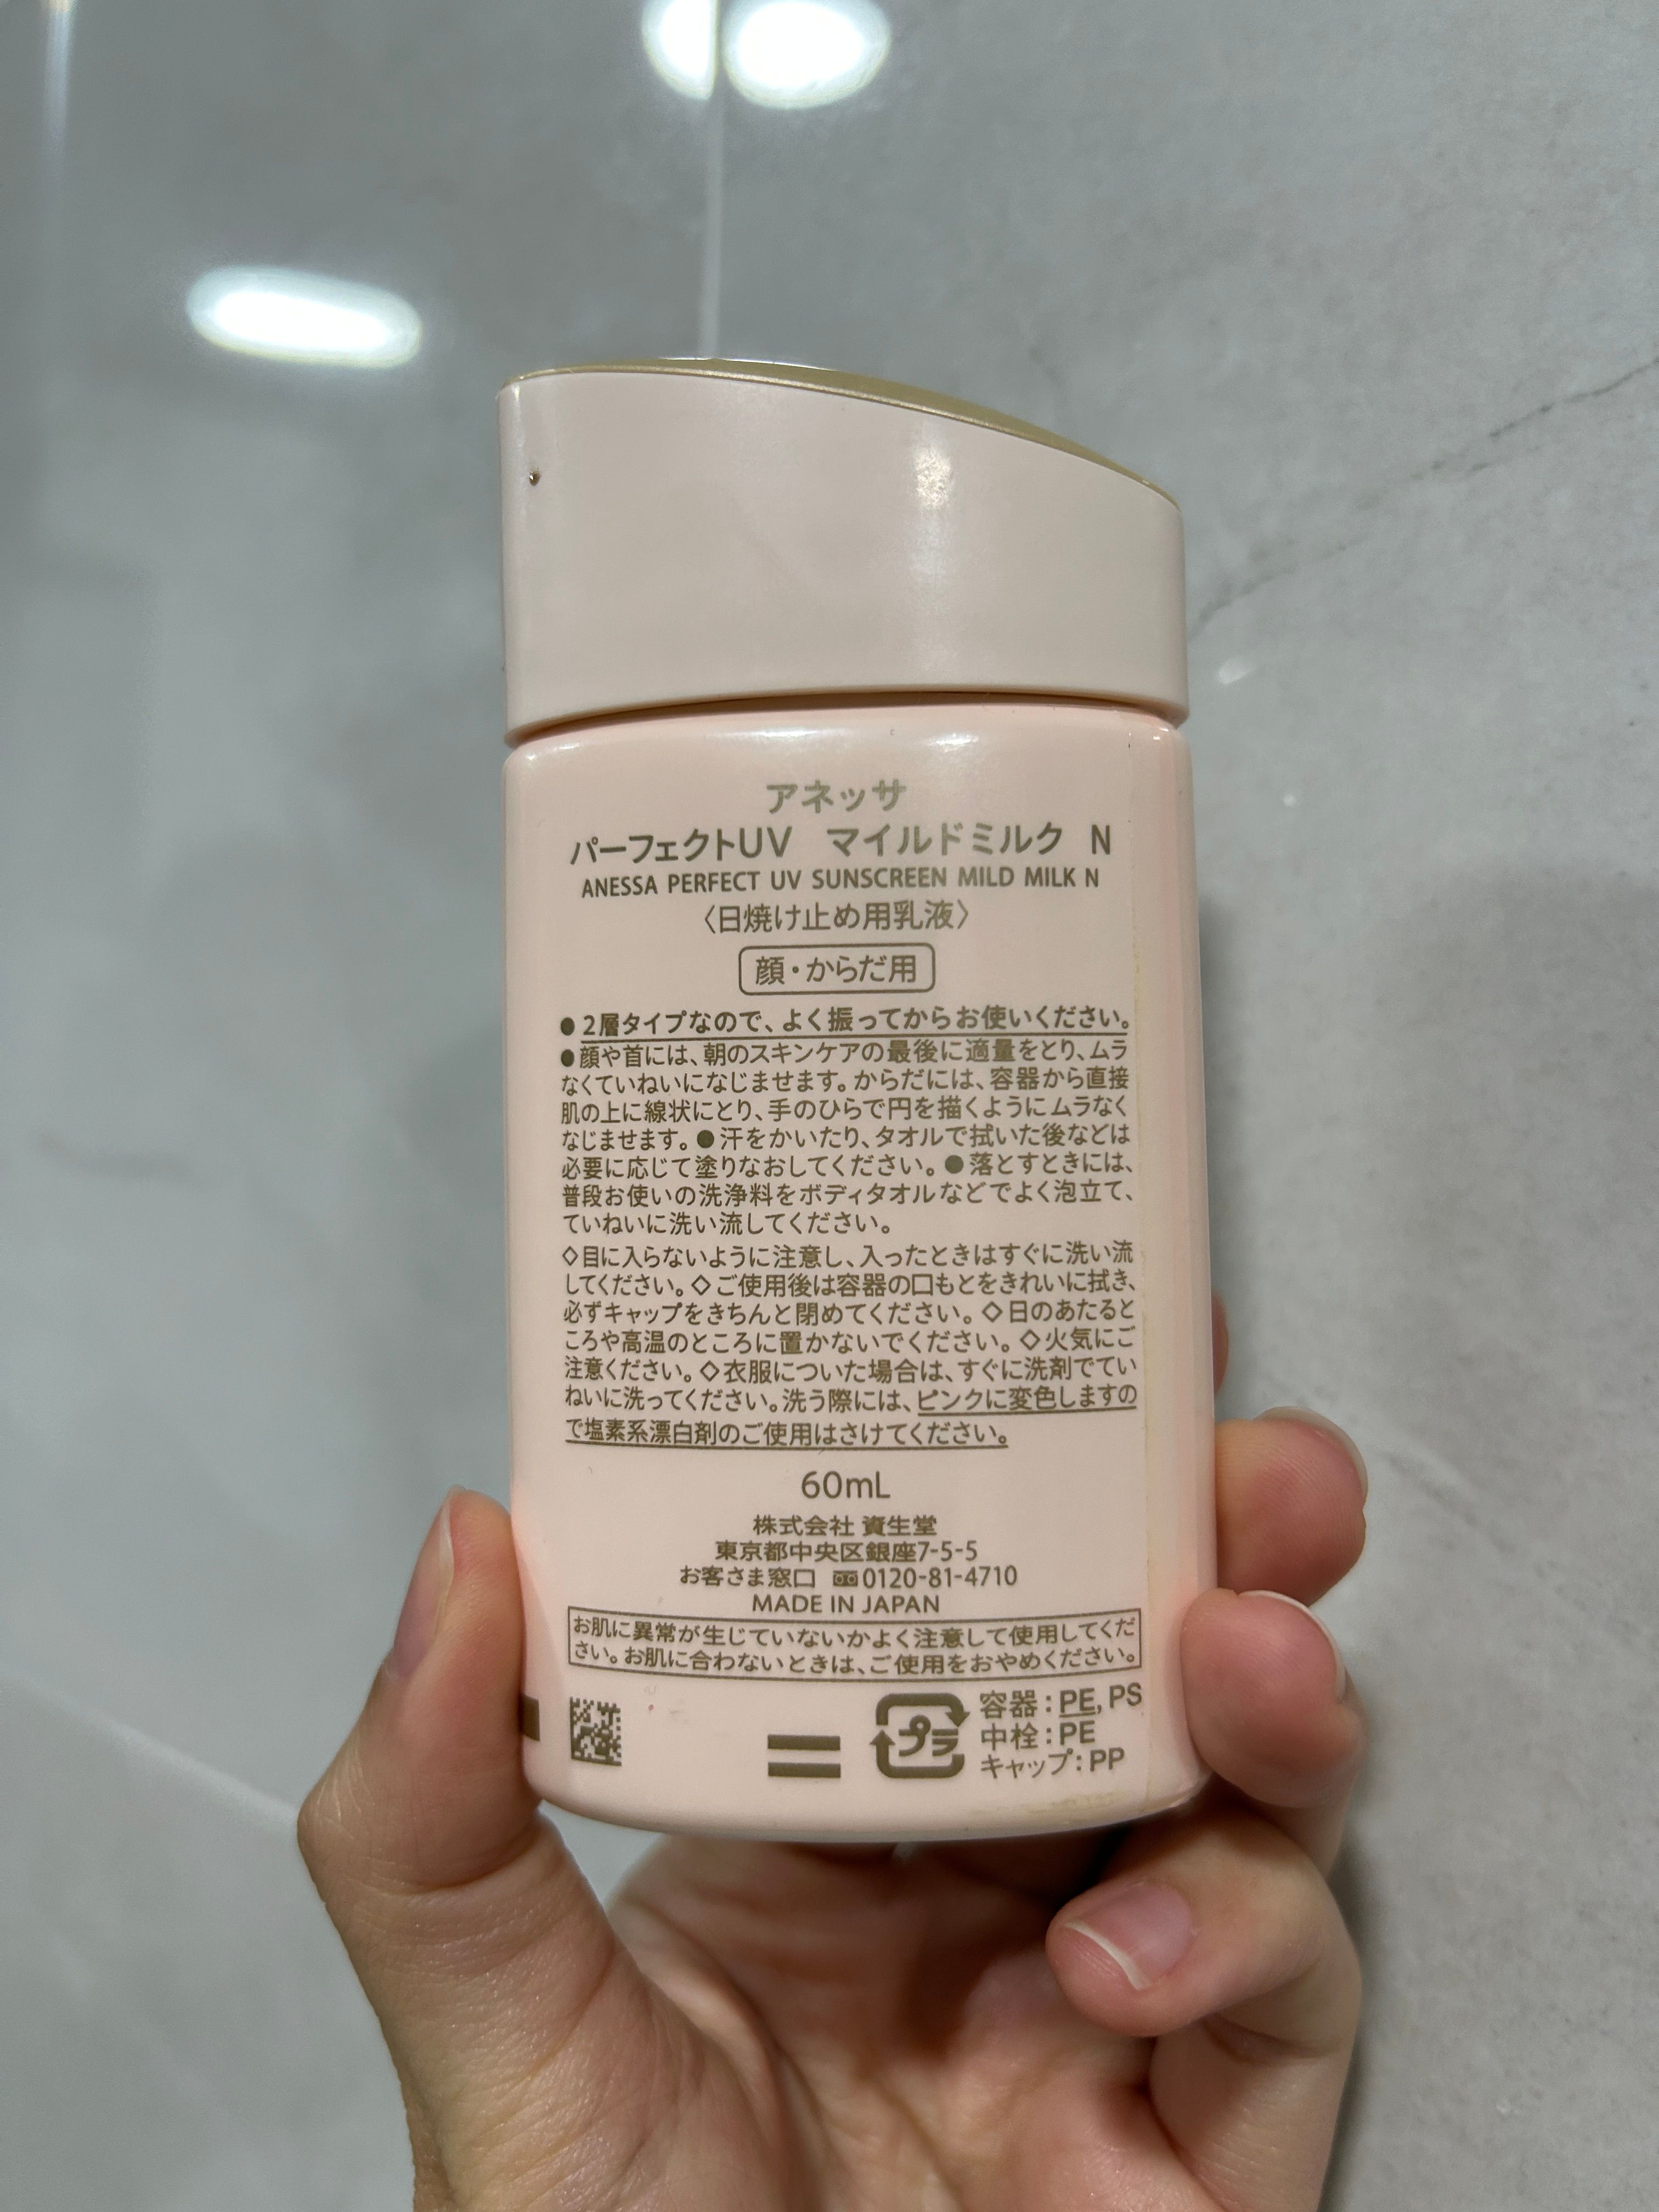 アネッサ
パーフェクトUV マイルドミルク N
ANESSA PERFECT UV SUNSCREEN MILD MILK N
〈日焼け止め用乳液〉
顔・からだ用
●2層タイプなので、よく振ってからお使いください。
●顔や首には、朝のスキンケアの最後に適量をとり、ムラ
なくていねいになじませます。からだには、容器から直接
肌の上に線状にとり、手のひらで円を描くようにムラなく
なじませます。●汗をかいたり、タオルで拭いた後などは
必要に応じて塗りなおしてください。●落とすときには、
普段お使いの洗浄料をボディタオルなどでよく泡立て、
ていねいに洗い流してください。
◇目に入らないように注意し、入ったときはすぐに洗い流
してください。◇ご使用後は容器の口もとをきれいに拭き、
必ずキャップをきちんと閉めてください。◇日のあたると
ころや高温のところに置かないでください。◇火気にご
注意ください。◇衣服についた場合は、すぐに洗剤でてい
ねいに洗ってください。洗う際には、ピンクに変色しますの
で塩素系漂白剤のご使用はさけてください。
60mL
株式会社 資生堂
東京都中央区銀座7-5-5
お客さま窓口 0120-81-4710
MADE IN JAPAN
お肌に異常が生じていないかよく注意して使用してくだ
さい。お肌に合わないときは、ご使用をおやめください。
プラ
容器:PE, PS
中栓:PE
キャップ:PP